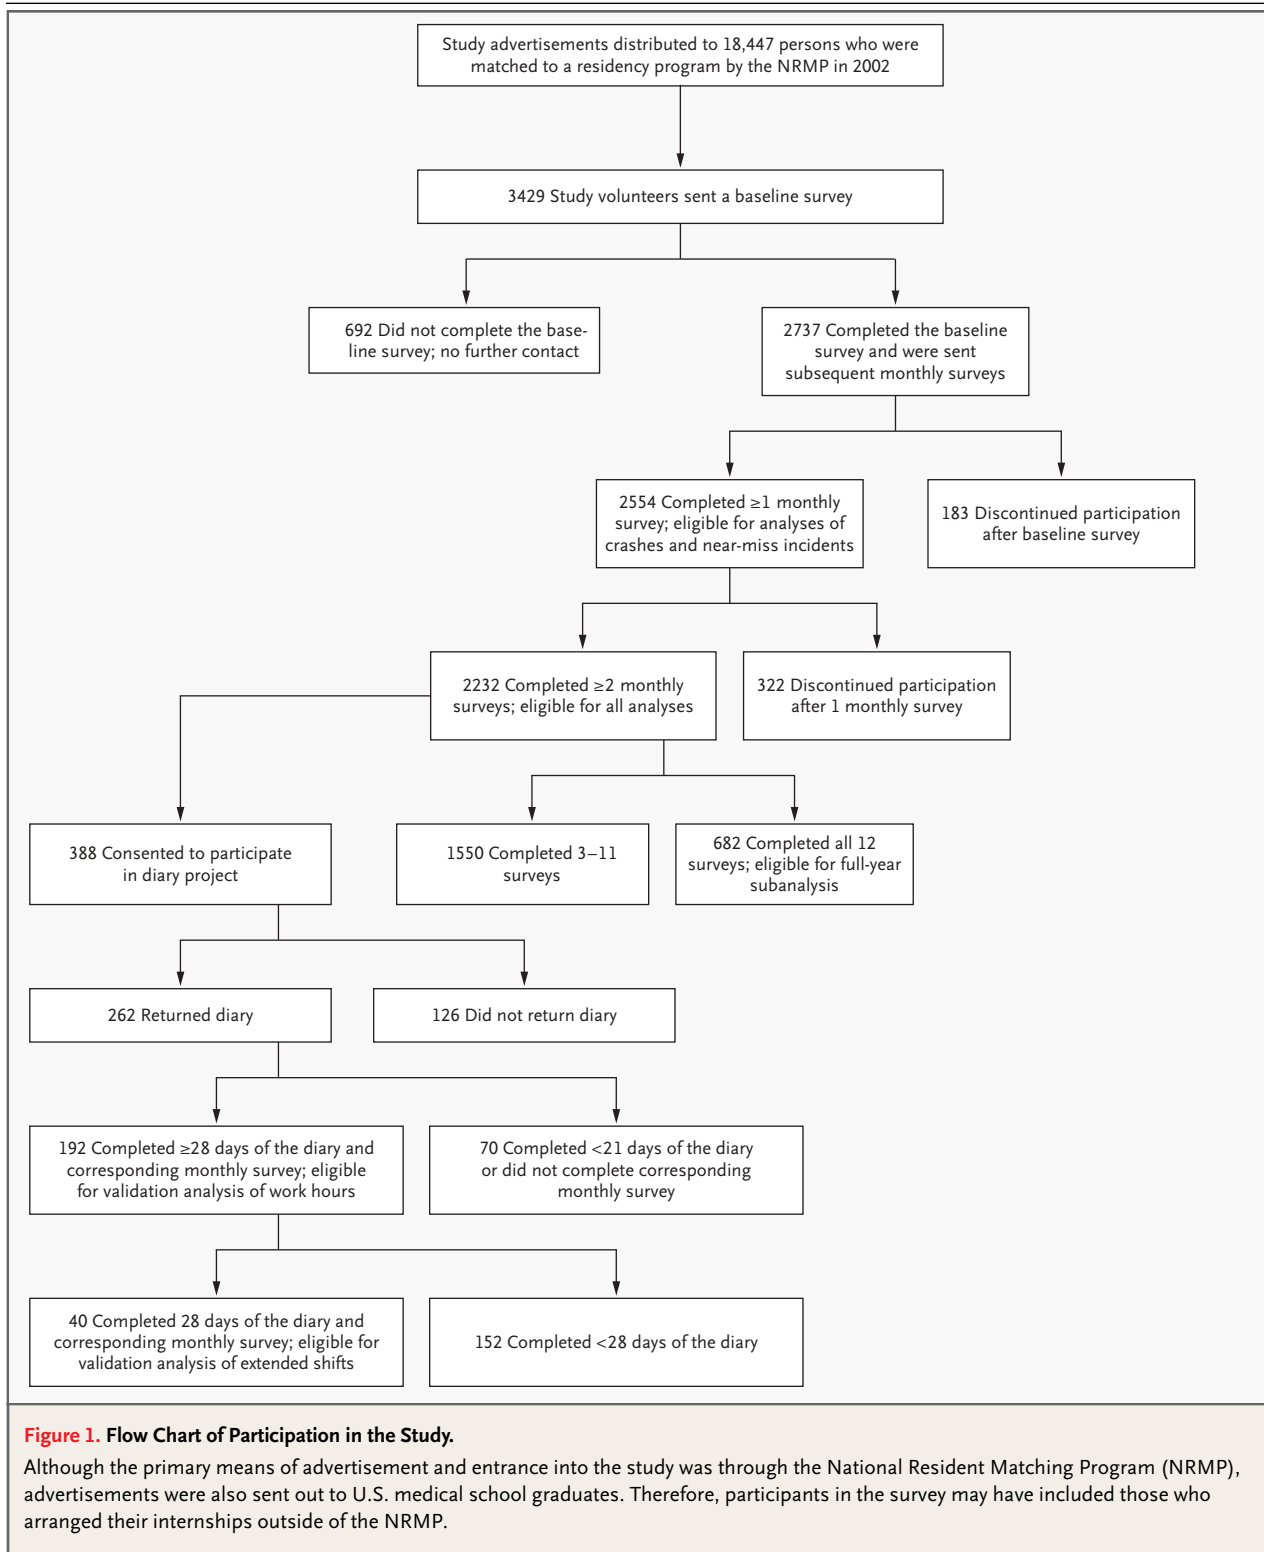 Study advertisements distributed to 18,447 persons who were
matched to a residency program by the NRMP in 2002
3429 Study volunteers sent a baseline survey
692 Did not complete the base-
line survey; no further contact
2737 Completed the baseline
survey and were sent
subsequent monthly surveys
2554 Completed ≥1 monthly
survey; eligible for analyses of
crashes and near-miss incidents
183 Discontinued participation
after baseline survey
2232 Completed ≥2 monthly
surveys; eligible for all analyses
322 Discontinued participation
after 1 monthly survey
388 Consented to participate
in diary project
1550 Completed 3–11
surveys
682 Completed all 12
surveys; eligible for full-year
subanalysis
262 Returned diary
126 Did not return diary
192 Completed ≥28 days of the diary and
corresponding monthly survey; eligible
for validation analysis of work hours
70 Completed <21 days of the diary
or did not complete corresponding
monthly survey
40 Completed 28 days of the diary and
corresponding monthly survey; eligible for
validation analysis of extended shifts
152 Completed <28 days of the diary
Figure 1. Flow Chart of Participation in the Study.
Although the primary means of advertisement and entrance into the study was through the National Resident Matching Program (NRMP),
advertisements were also sent out to U.S. medical school graduates. Therefore, participants in the survey may have included those who
arranged their internships outside of the NRMP.